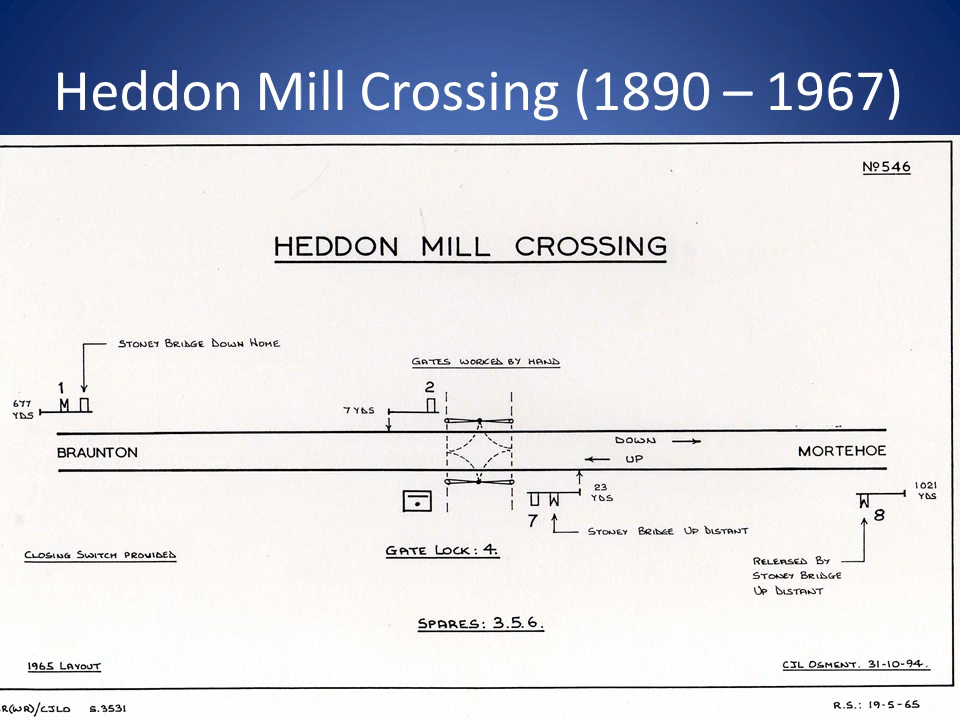 Heddon Mill Crossing (1890 – 1967)
Nº 546
HEDDON MILL CROSSING
STONEY BRIDGE DOWN HOME
GATES WORKED BY HAND
1
2
677
YDS
7 YDS
DOWN
BRAUNTON
MORTEHOE
UP
23
YDS
1021
YDS
7
8
STONEY BRIDGE UP DISTANT
GATE LOCK: 4.
CLOSING SWITCH PROVIDED
RELEASED BY
STONEY BRIDGE
UP DISTANT
SPARES: 3.5.6.
1965 LAYOUT
CJL OSMENT. 31-10-94.
R(WR)/CJLO S.3531
R.S.: 19-5-65